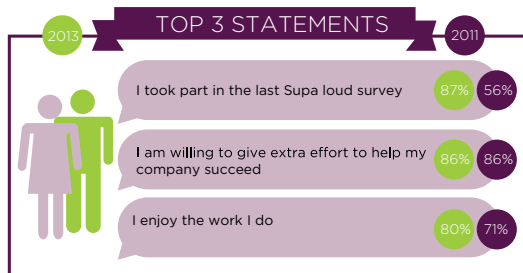 TOP 3 STATEMENTS
2013
2011
I took part in the last Supa loud survey
87% 56%
I am willing to give extra effort to help my
company succeed
86% 86%
I enjoy the work I do
80% 71%